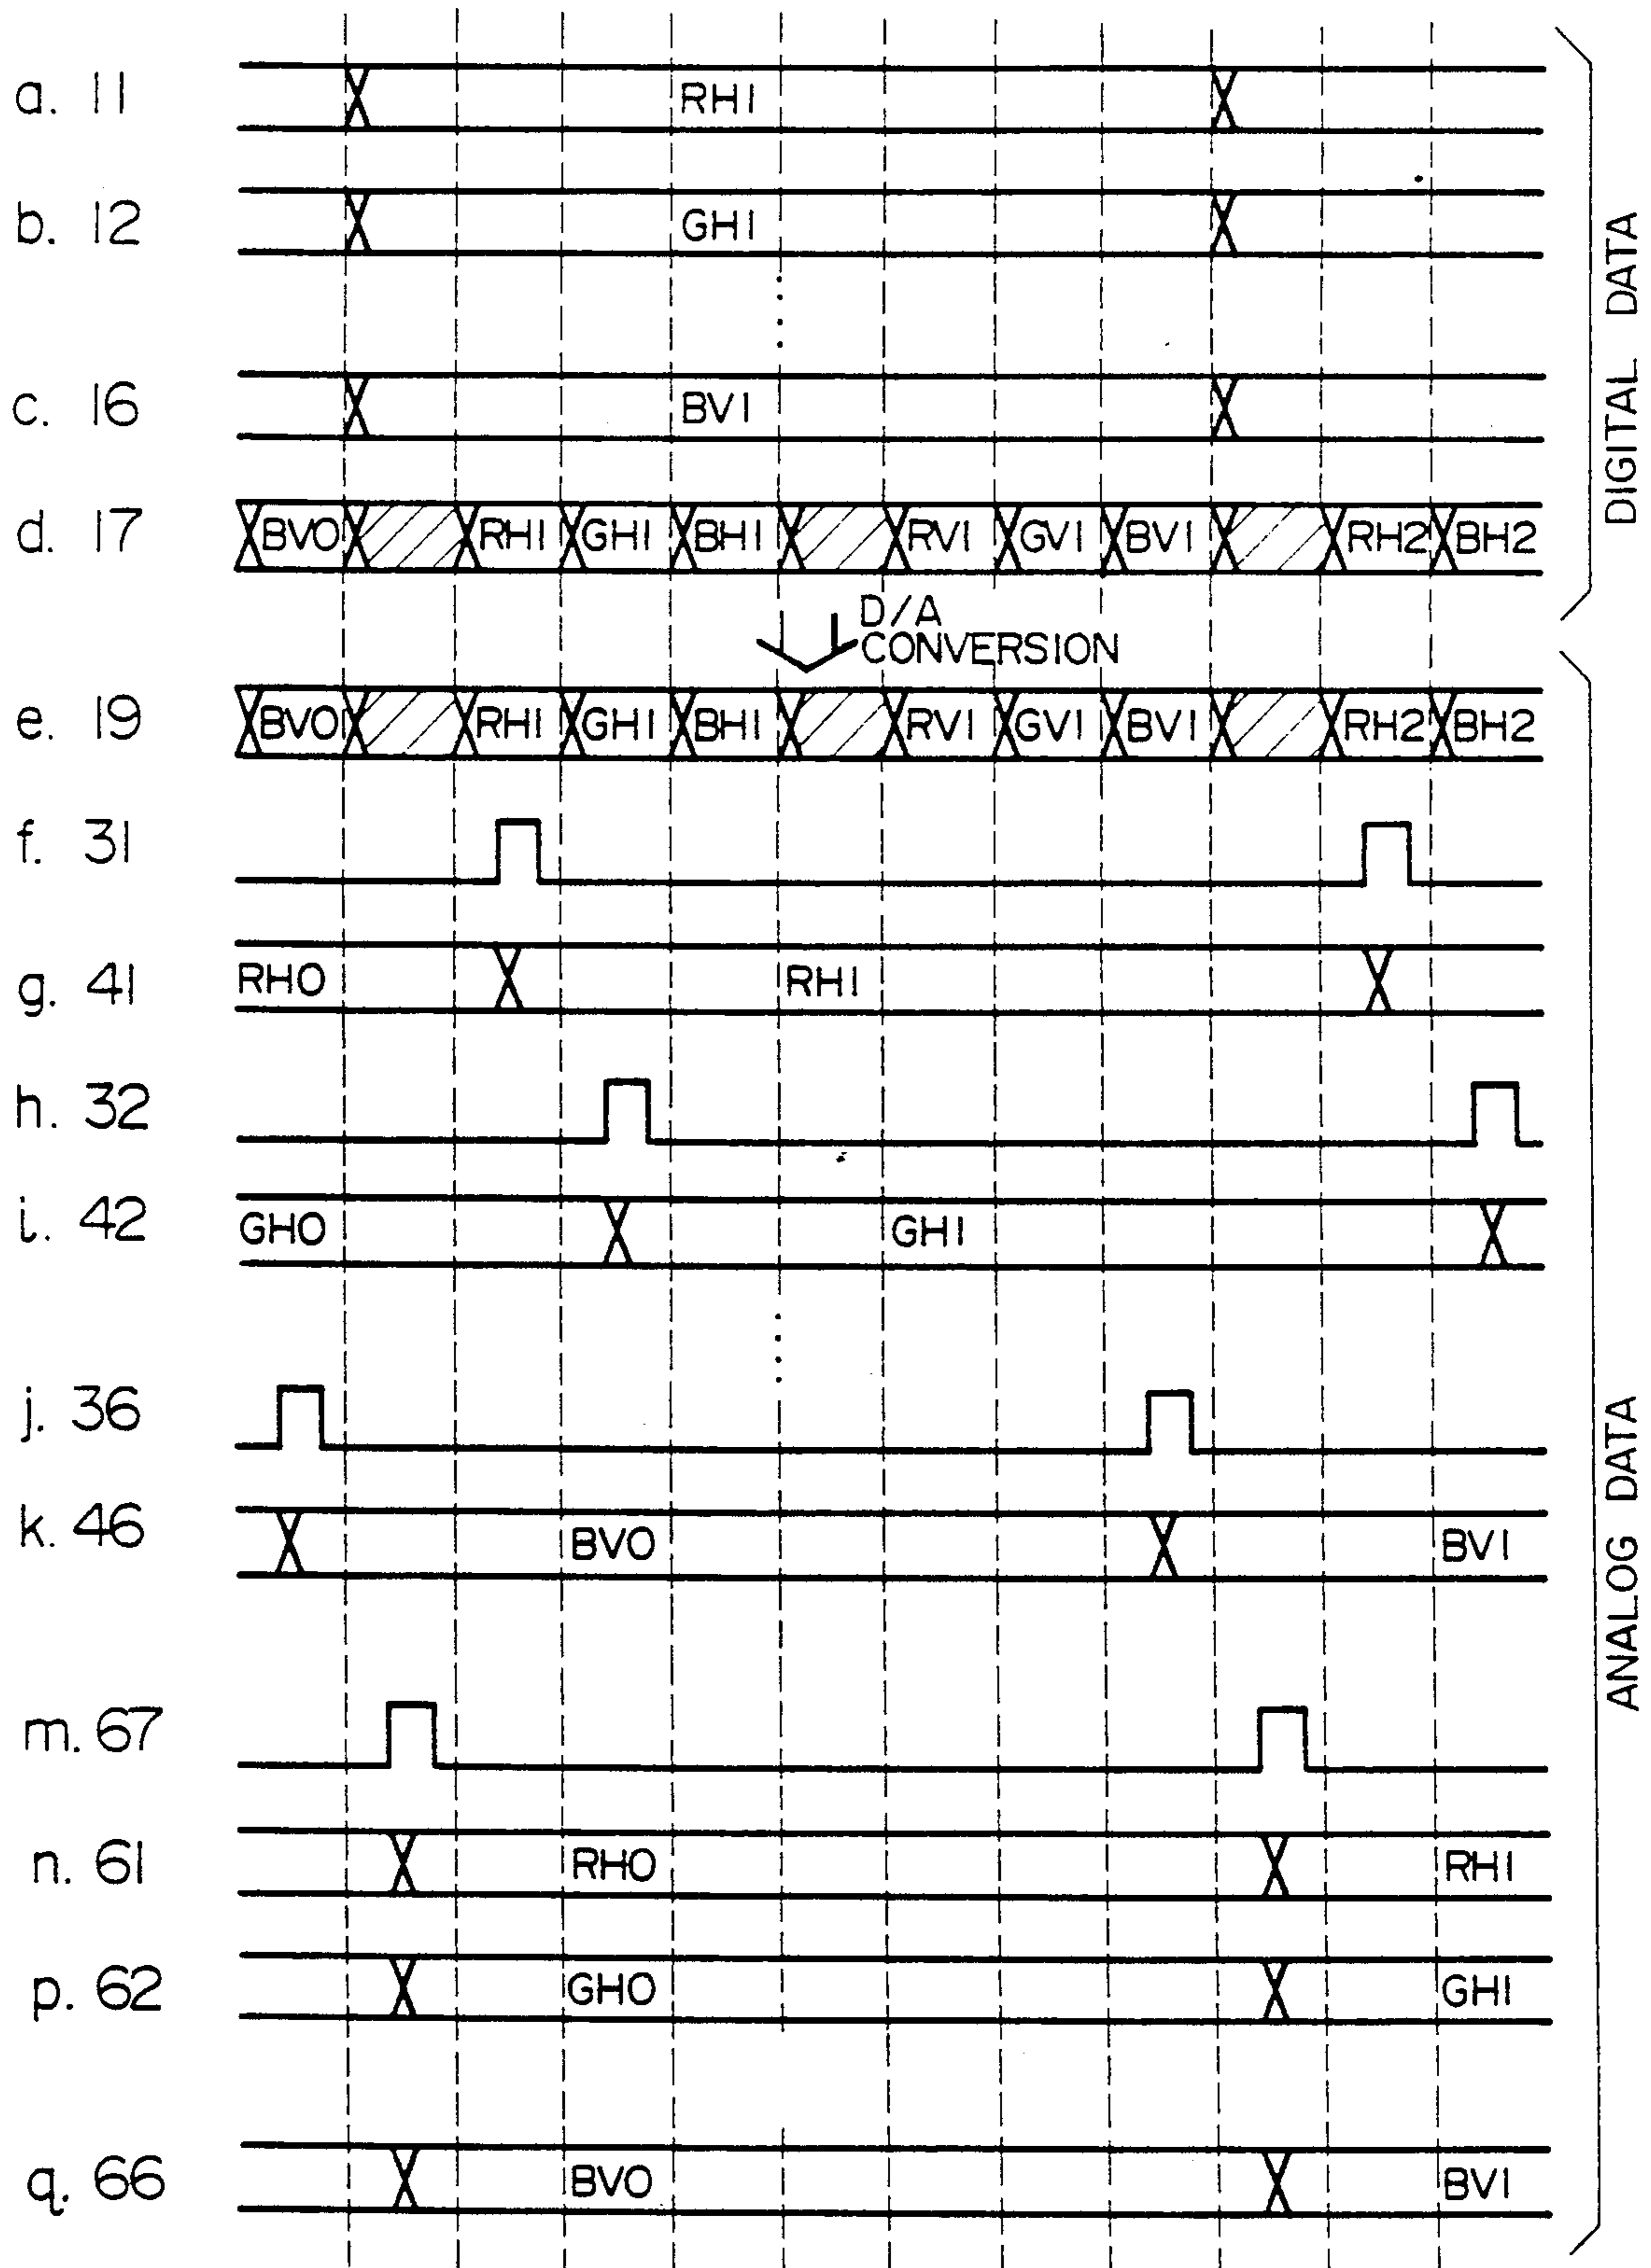 a. 11 RH1
b. 12 GH1
c. 16 BV1
d. 17 BV0 RH1 GH1 BH1 RV1 GV1 BV1 RH2 BH2
D/A
CONVERSION
DIGITAL DATA
e. 19 BV0 RH1 GH1 BH1 RV1 GV1 BV1 RH2 BH2
f. 31
g. 41 RH0 RH1
h. 32
i. 42 GH0 GH1
j. 36
k. 46 BV0 BV1
m. 67
n. 61 RH0 RH1
p. 62 GH0 GH1
q. 66 BV0 BV1
ANALOG DATA